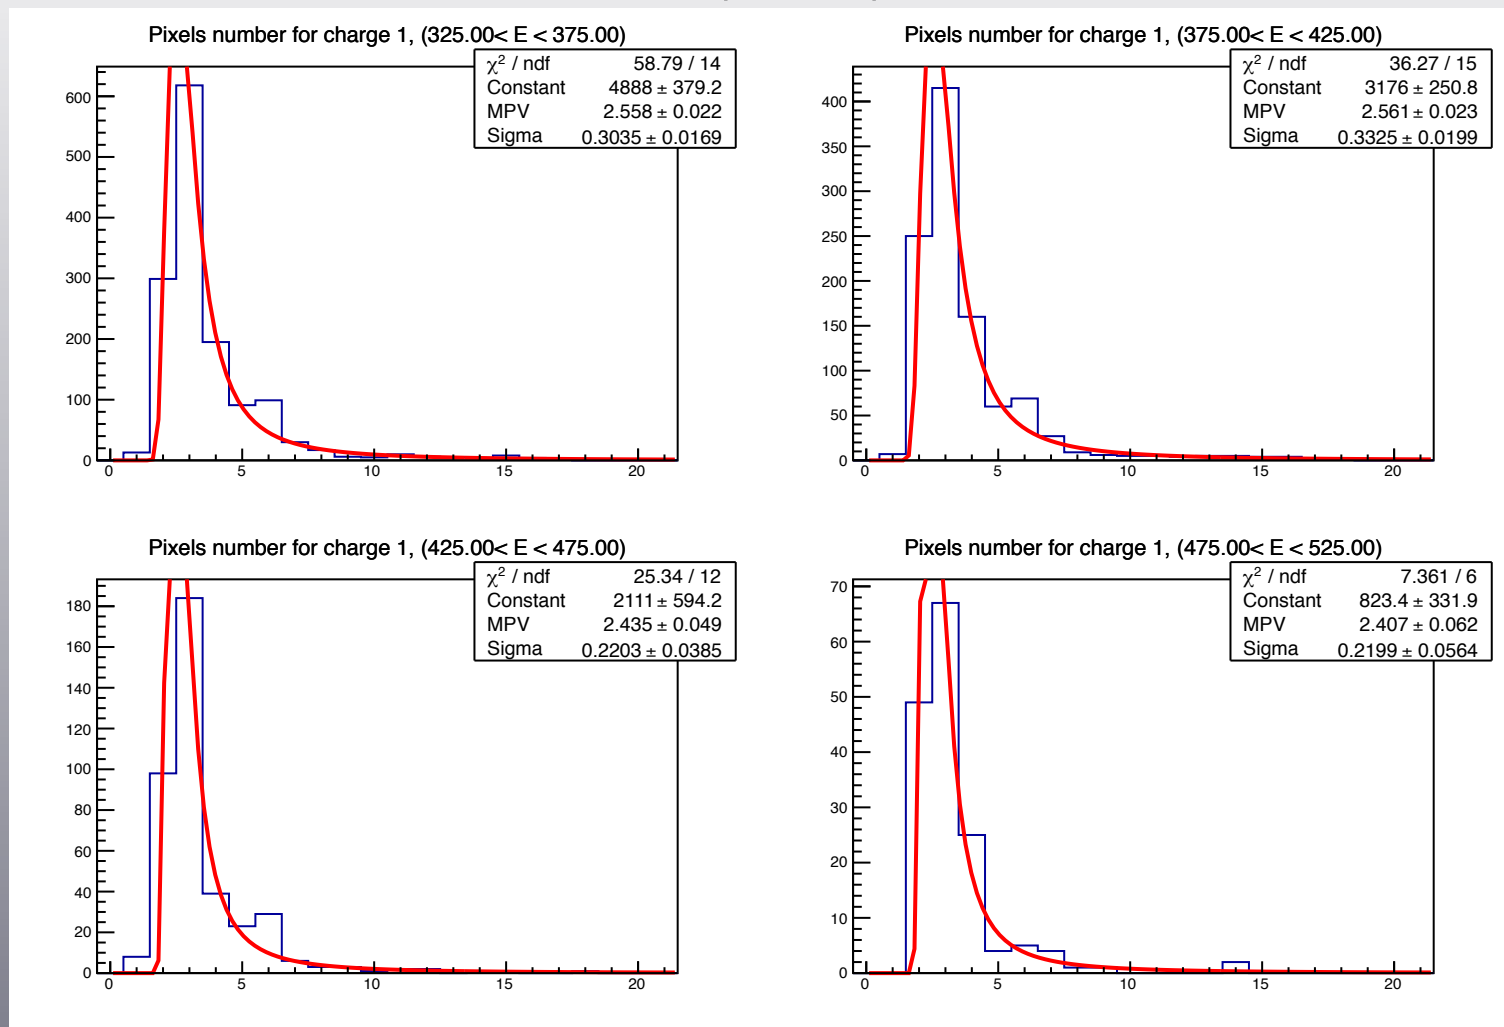 Pixels number for charge 1, (325.00< E < 375.00)
χ² / ndf 58.79 / 14
Constant 4888 ± 379.2
MPV 2.558 ± 0.022
Sigma 0.3035 ± 0.0169
600
500
400
300
200
100
0
0 5 10 15 20
Pixels number for charge 1, (375.00< E < 425.00)
χ² / ndf 36.27 / 15
Constant 3176 ± 250.8
MPV 2.561 ± 0.023
Sigma 0.3325 ± 0.0199
400
350
300
250
200
150
100
50
0
0 5 10 15 20
Pixels number for charge 1, (425.00< E < 475.00)
χ² / ndf 25.34 / 12
Constant 2111 ± 594.2
MPV 2.435 ± 0.049
Sigma 0.2203 ± 0.0385
180
160
140
120
100
80
60
40
20
0
0 5 10 15 20
Pixels number for charge 1, (475.00< E < 525.00)
χ² / ndf 7.361 / 6
Constant 823.4 ± 331.9
MPV 2.407 ± 0.062
Sigma 0.2199 ± 0.0564
70
60
50
40
30
20
10
0
0 5 10 15 20